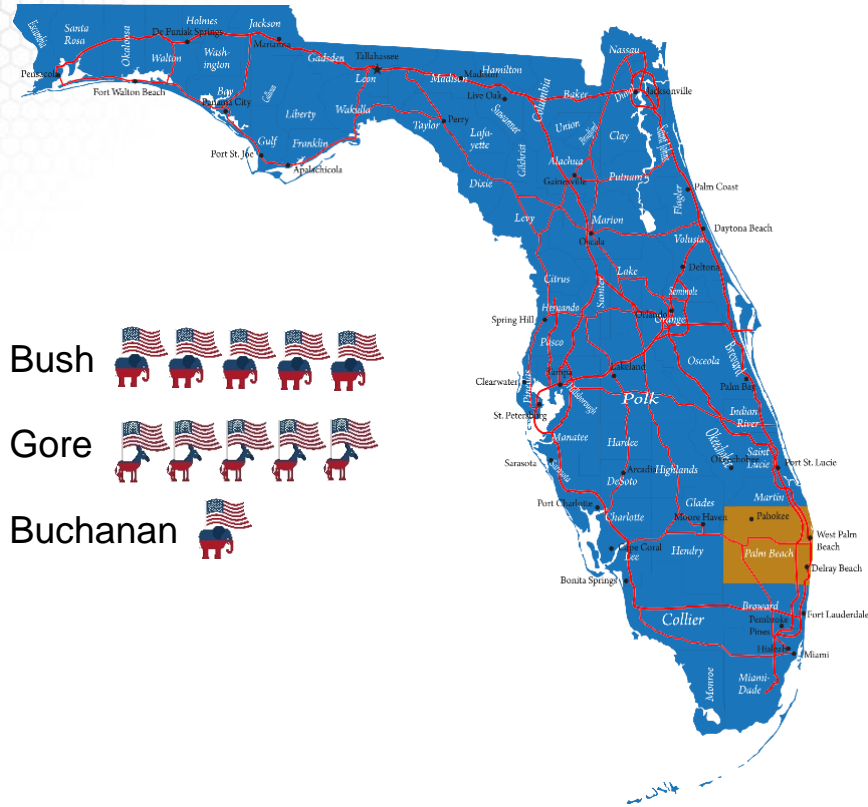 Bush
Gore
Buchanan
Escambia
Santa
Rosa
Okaloosa
Holmes
De Funiak Springs
Walton
Wash-
ington
Jackson
Marianna
Pensacola
Fort Walton Beach
Bay
Panama City
Calhoun
Gadsden
Tallahassee
Leon
Liberty
Wakulla
Gulf
Franklin
Port St. Joe
Apalachicola
Madison
Madison
Hamilton
Live Oak
Suwannee
Taylor
Perry
Lafa-
yette
Dixie
Gilchrist
Columbia
Baker
Union
Bradford
Nassau
Duval
Jacksonville
Clay
Saint Johns
Alachua
Gainsville
Putnam
Flagler
Palm Coast
Levy
Marion
Ocala
Volusia
Daytona Beach
Deltona
Citrus
Sumter
Lake
Seminole
Hernando
Spring Hill
Orlando
Orange
Pasco
Brevard
Osceola
Clearwater
Pinellas
Tampa
Hillsborough
Lakeland
Polk
Palm Bay
St. Petersburg
Indian
River
Manatee
Hardee
Okeechobee
Saint
Lucie
Port St. Lucie
Sarasota
Sarasota
Arcadia
DeSoto
Highlands
Martin
Port Charlotte
Charlotte
Glades
Moore Haven
Pahokee
West Palm
Beach
Cape Coral
Lee
Hendry
Palm Beach
Delray Beach
Bonita Springs
Collier
Broward
Fort Lauderdale
Pembroke
Pines
Hialeah
Miami
Monroe
Miami-
Dade